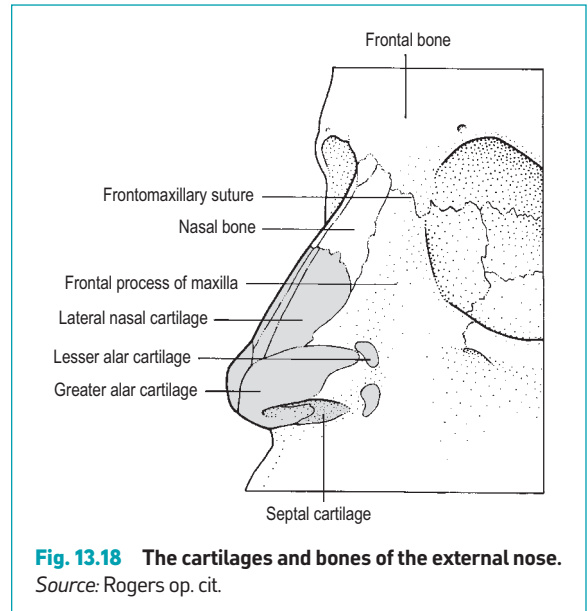 Frontal bone
Frontomaxillary suture
Nasal bone
Frontal process of maxilla
Lateral nasal cartilage
Lesser alar cartilage
Greater alar cartilage
Septal cartilage
Fig. 13.18 The cartilages and bones of the external nose.
Source: Rogers op. cit.